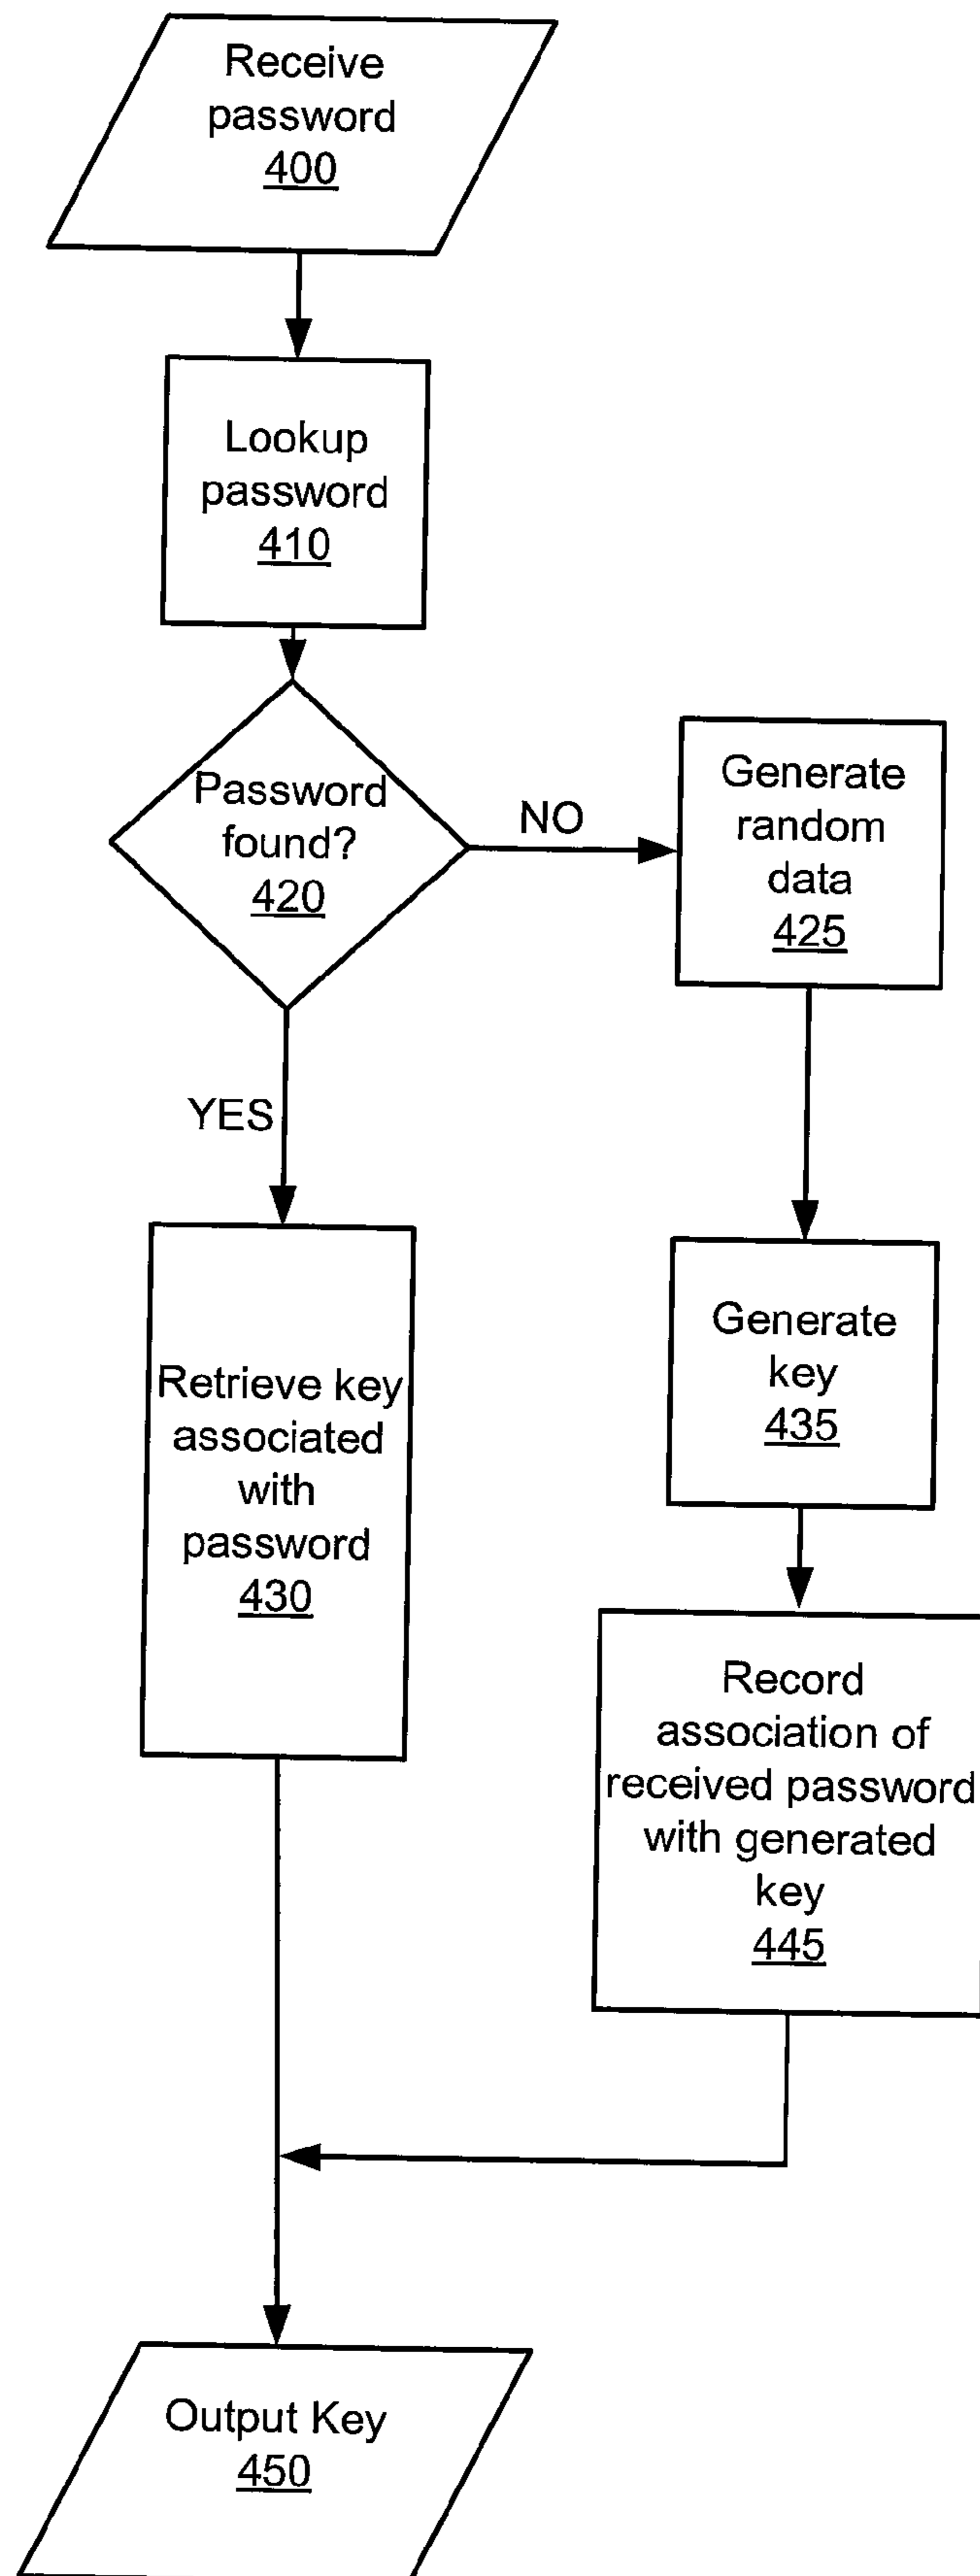 Receive
password
400
Lookup
password
410
Password
found?
420
NO
Generate
random
data
425
YES
Generate
key
435
Retrieve key
associated
with
password
430
Record
association of
received password
with generated
key
445
Output Key
450